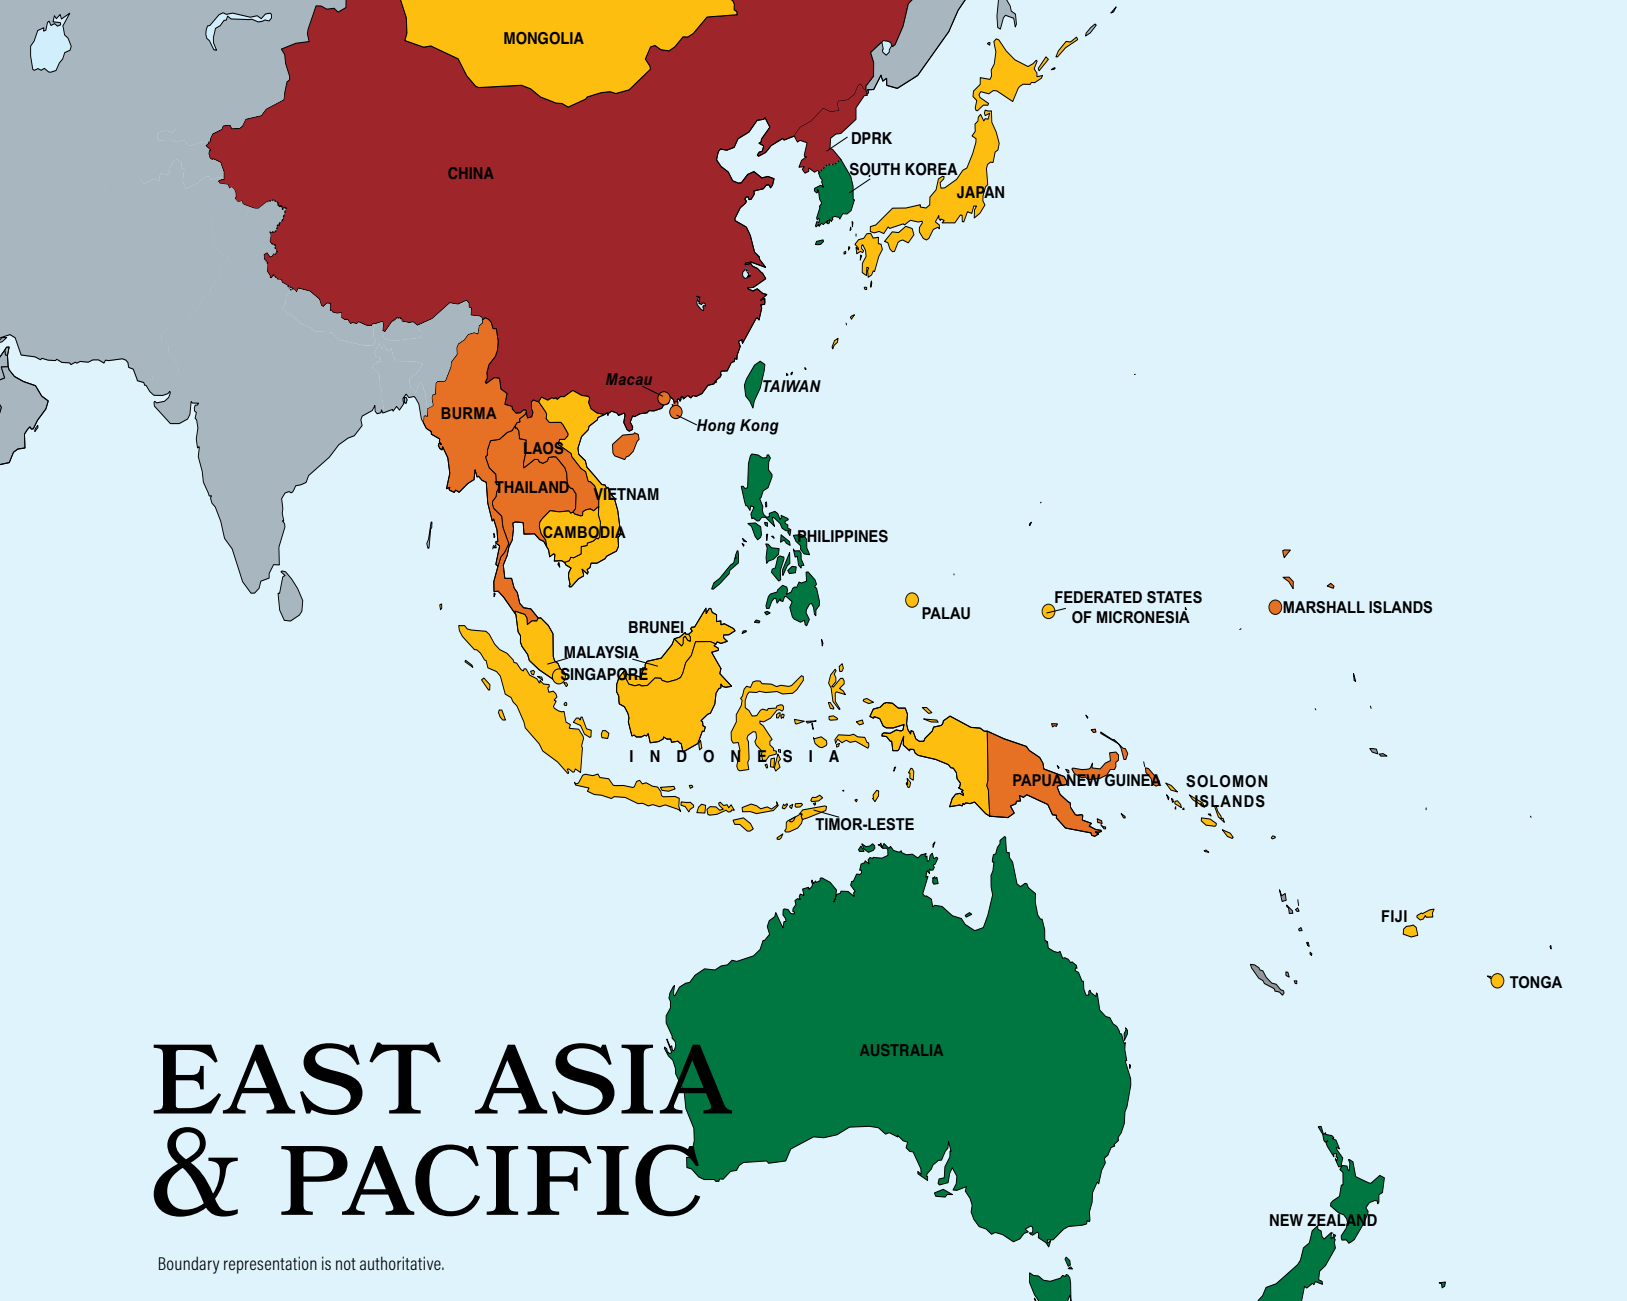 MONGOLIA
DPRK
SOUTH KOREA
CHINA
JAPAN
Macau
TAIWAN
BURMA
Hong Kong
LAOS
THAILAND
VIETNAM
CAMBODIA
PHILIPPINES
FEDERATED STATES
OF MICRONESIA
PALAU
MARSHALL ISLANDS
BRUNEI
MALAYSIA
SINGAPORE
INDONESIA
PAPUA NEW GUINEA
SOLOMON
ISLANDS
TIMOR-LESTE
FIJI
TONGA
AUSTRALIA
EAST ASIA
& PACIFIC
NEW ZEALAND
Boundary representation is not authoritative.